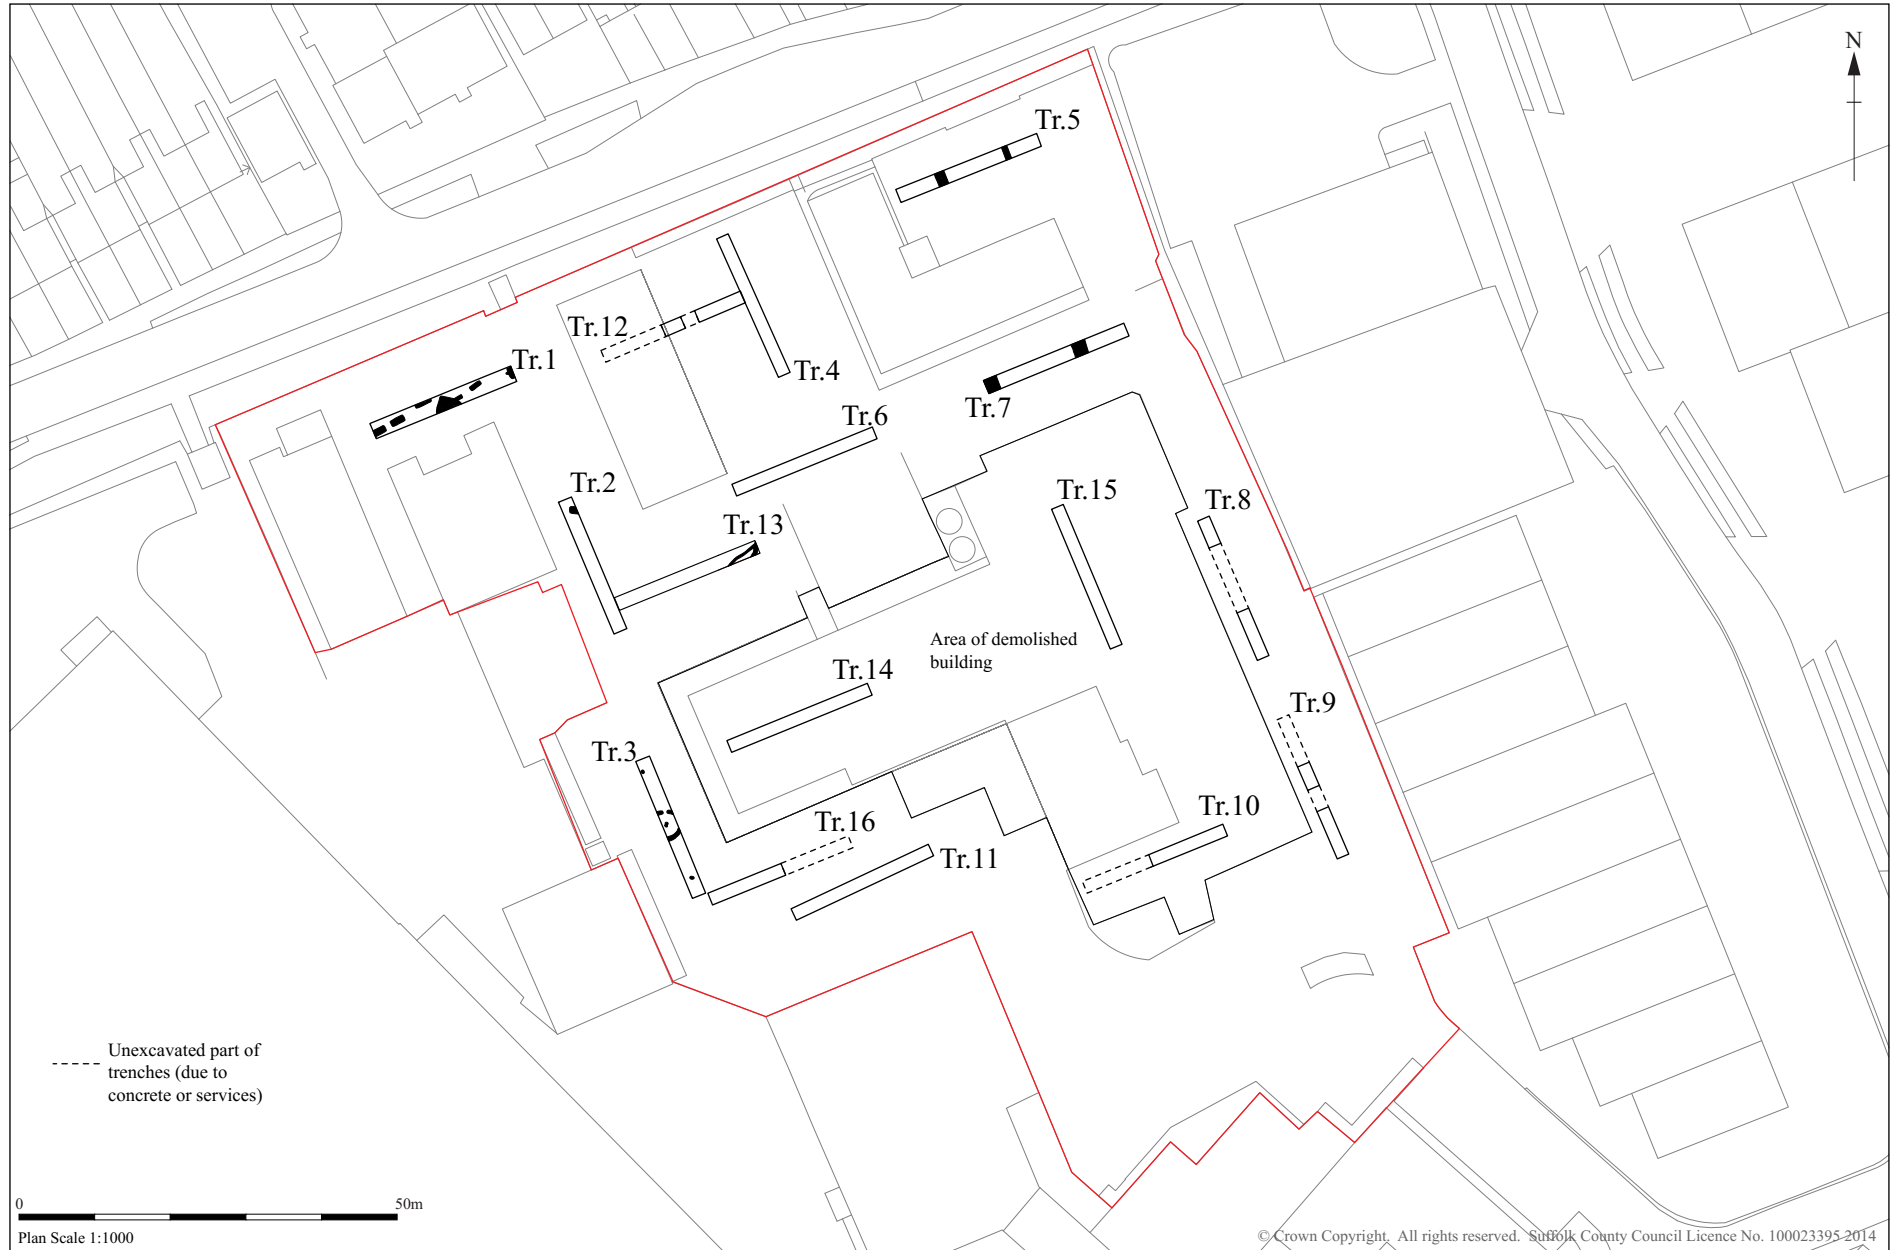 N
Tr.5
Tr.12
Tr.1
Tr.4
Tr.7
Tr.6
Tr.2
Tr.15
Tr.8
Tr.13
Area of demolished
building
Tr.14
Tr.9
Tr.3
Tr.10
Tr.16
Tr.11
Unexcavated part of
trenches (due to
concrete or services)
0 50m
Plan Scale 1:1000
© Crown Copyright. All rights reserved. Suffolk County Council Licence No. 100023395 2014